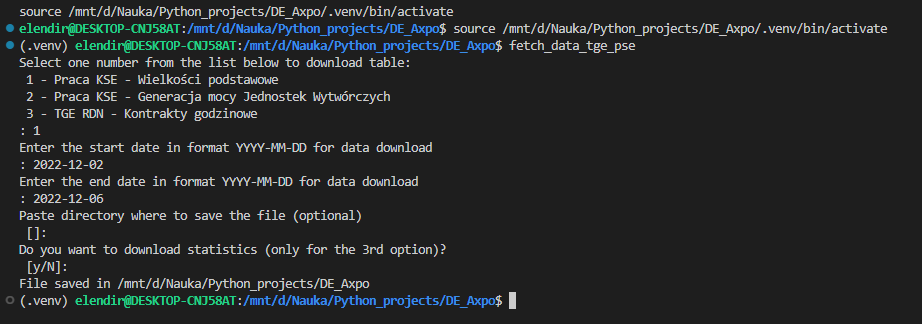 source /mnt/d/Nauka/Python_projects/DE_Axpo/.venv/bin/activate
elendir@DESKTOP-CNJ58AT:/mnt/d/Nauka/Python_projects/DE_Axpo$ source /mnt/d/Nauka/Python_projects/DE_Axpo/.venv/bin/activate
(.venv) elendir@DESKTOP-CNJ58AT:/mnt/d/Nauka/Python_projects/DE_Axpo$ fetch_data_tge_pse
Select one number from the list below to download table:
1 - Praca KSE - Wielkości podstawowe
2 - Praca KSE - Generacja mocy Jednostek Wytwórczych
3 - TGE RDN - Kontrakty godzinowe
: 1
Enter the start date in format YYYY-MM-DD for data download
: 2022-12-02
Enter the end date in format YYYY-MM-DD for data download
: 2022-12-06
Paste directory where to save the file (optional)
[]:
Do you want to download statistics (only for the 3rd option)?
[y/N]:
File saved in /mnt/d/Nauka/Python_projects/DE_Axpo
(.venv) elendir@DESKTOP-CNJ58AT:/mnt/d/Nauka/Python_projects/DE_Axpo$